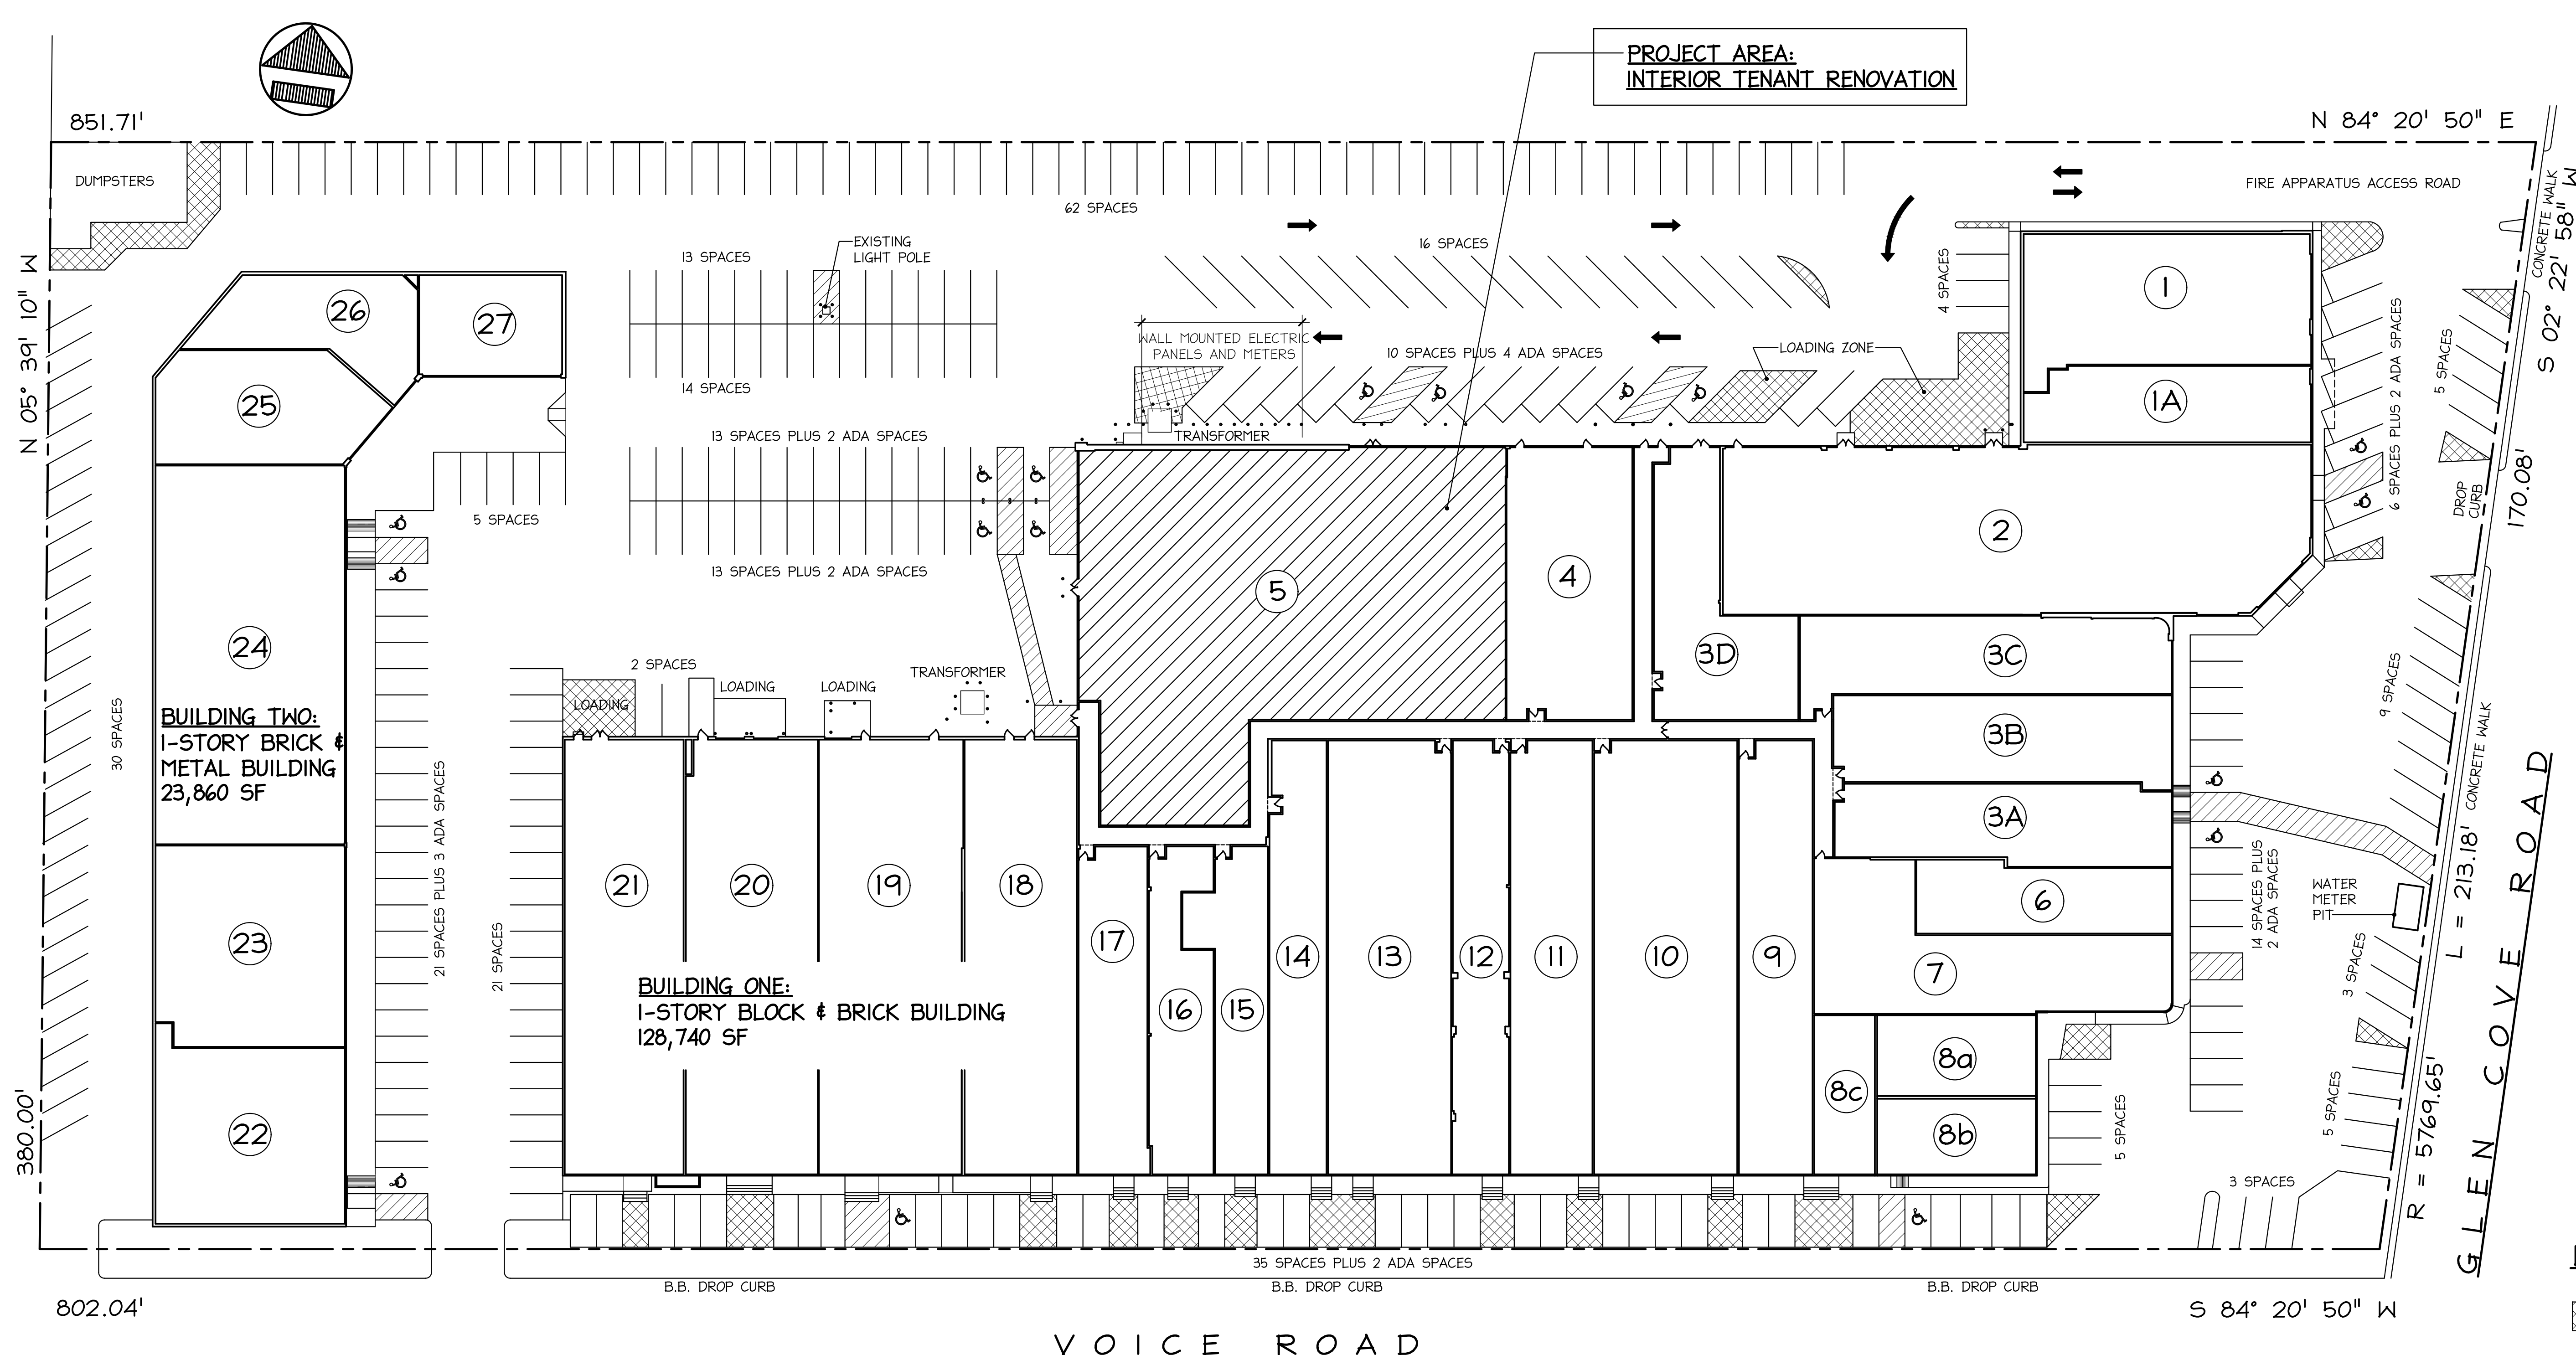 PROJECT AREA:
INTERIOR TENANT RENOVATION
851.71'
N 84° 20' 50" E
DUMPSTERS
FIRE APPARATUS ACCESS ROAD
62 SPACES
CONCRETE WALK
S 02° 22' 58" W
EXISTING
LIGHT POLE
13 SPACES
16 SPACES
4 SPACES
1
26
27
N 05° 39' 10" W
WALL MOUNTED ELECTRIC
PANELS AND METERS
10 SPACES PLUS 4 ADA SPACES
LOADING ZONE
14 SPACES
25
1A
6 SPACES PLUS 2 ADA SPACES
5 SPACES
13 SPACES PLUS 2 ADA SPACES
TRANSFORMER
DROP
CURB
170.08'
5 SPACES
2
13 SPACES PLUS 2 ADA SPACES
5
4
24
3D
3C
2 SPACES
TRANSFORMER
LOADING
LOADING
LOADING
9 SPACES
CONCRETE WALK
30 SPACES
BUILDING TWO:
1-STORY BRICK &
METAL BUILDING
23,860 SF
3B
3A
21 SPACES PLUS 3 ADA SPACES
21 SPACES
21
20
19
18
17
16
15
14
13
12
11
10
9
6
7
14 SPACES PLUS
2 ADA SPACES
WATER
METER
PIT
L = 213.18'
23
BUILDING ONE:
1-STORY BLOCK & BRICK BUILDING
128,740 SF
3 SPACES
8a
8c
8b
22
5 SPACES
5 SPACES
380.00'
3 SPACES
R = 5769.65'
GLEN COVE ROAD
35 SPACES PLUS 2 ADA SPACES
B.B. DROP CURB
B.B. DROP CURB
B.B. DROP CURB
802.04'
S 84° 20' 50" W
VOICE ROAD